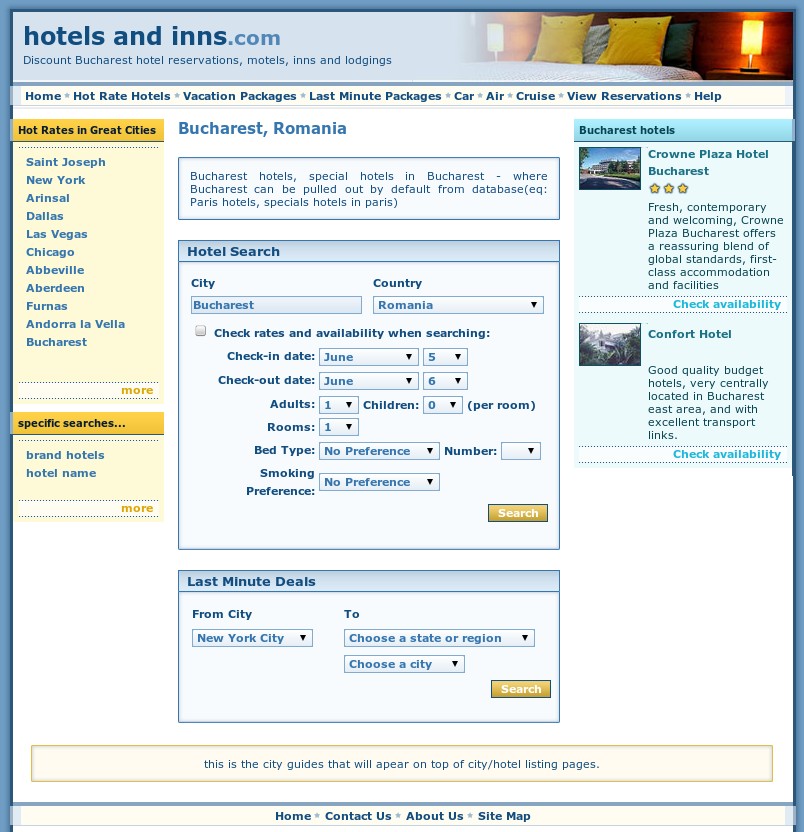 hotels and inns.com
Discount Bucharest hotel reservations, motels, inns and lodgings
Home * Hot Rate Hotels * Vacation Packages * Last Minute Packages * Car * Air * Cruise * View Reservations * Help
Hot Rates in Great Cities
Saint Joseph
New York
Arinsal
Dallas
Las Vegas
Chicago
Abbeville
Aberdeen
Furnas
Andorra la Vella
Bucharest
more
specific searches...
brand hotels
hotel name
more
Bucharest, Romania
Bucharest hotels, special hotels in Bucharest - where
Bucharest can be pulled out by default from database(eq:
Paris hotels, specials hotels in paris)
Hotel Search
City Country
Bucharest Romania
Check rates and availability when searching:
Check-in date: June 5
Check-out date: June 6
Adults: 1 Children: 0 (per room)
Rooms: 1
Bed Type: No Preference Number:
Smoking
Preference: No Preference
Search
Last Minute Deals
From City To
New York City Choose a state or region
Choose a city
Search
Bucharest hotels
Crowne Plaza Hotel
Bucharest
Fresh, contemporary
and welcoming, Crowne
Plaza Bucharest offers
a reassuring blend of
global standards, first-
class accommodation
and facilities
Check availability
Confort Hotel
Good quality budget
hotels, very centrally
located in Bucharest
east area, and with
excellent transport
links.
Check availability
this is the city guides that will apear on top of city/hotel listing pages.
Home * Contact Us * About Us * Site Map